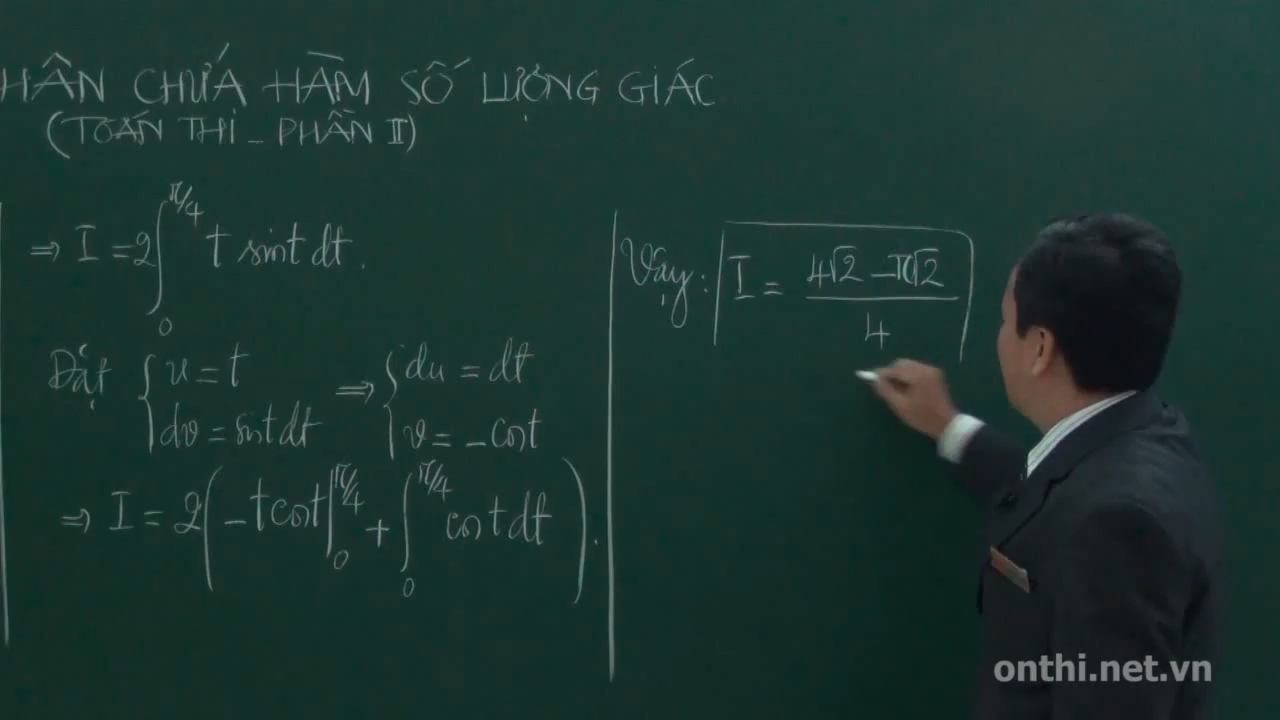 HÂN CHỨA HÀM SỐ LƯỢNG GIÁC
(TOÁN THI - PHẦN II)
⇒ I = 2∫₀^{π/4} t sint dt.
Đặt { u = t ⇒ { du = dt
dv = sint dt v = -cost
⇒ I = 2( -t cost |₀^{π/4} + ∫₀^{π/4} cost dt ).
Vậy: I = (4√2 - π√2)/4
onthi.net.vn